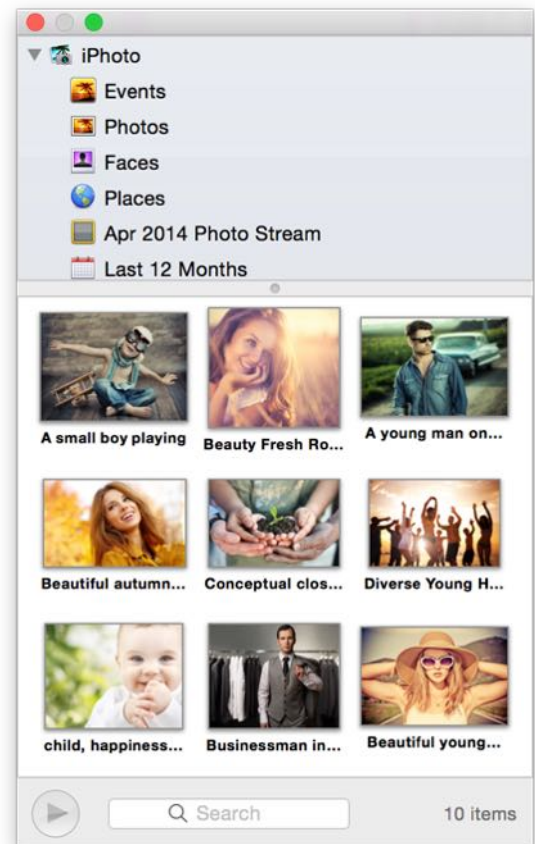 iPhoto
Events
Photos
Faces
Places
Apr 2014 Photo Stream
Last 12 Months
A small boy playing
Beauty Fresh Ro...
A young man on...
Beautiful autumn...
Conceptual clos...
Diverse Young H...
child, happiness...
Businessman in...
Beautiful young...
Search
10 items